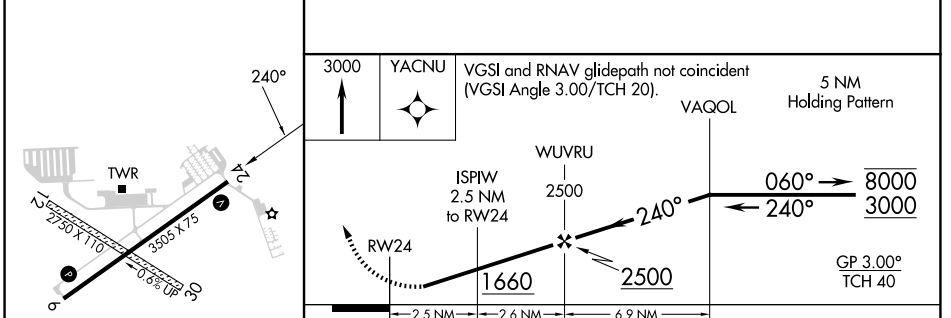 240°
TWR
24
12
2750 X 110
3505 X 75
V
P
0.6% UP
30
6
3000
YACNU
VGSI and RNAV glidepath not coincident
(VGSI Angle 3.00/TCH 20).
5 NM
Holding Pattern
VAQOL
WUVRU
2500
ISPIW
2.5 NM
to RW24
RW24
240°
060°
240°
8000
3000
1660
2500
GP 3.00°
TCH 40
2.5 NM
2.6 NM
6.9 NM